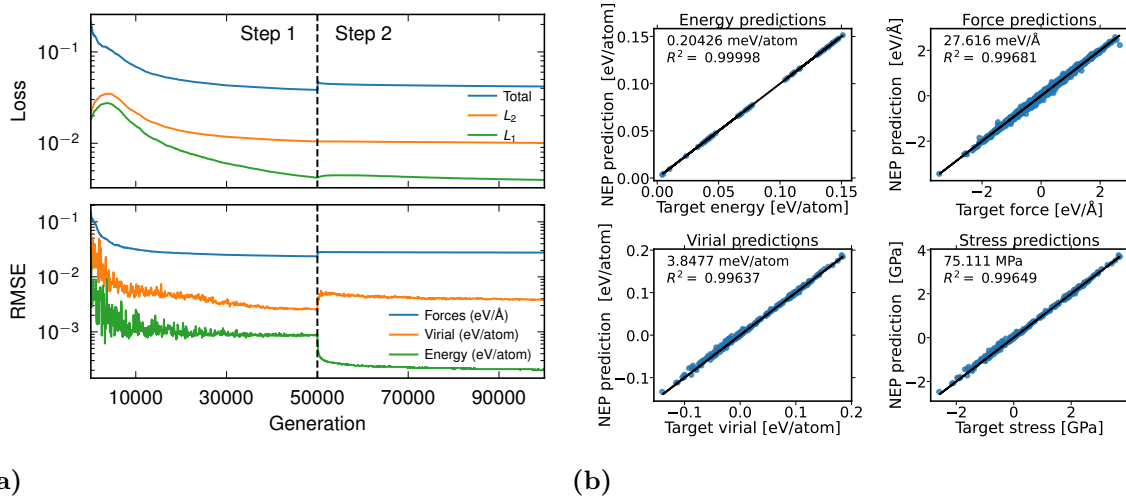 Step 1
Step 2
10⁻¹
10⁻²
Loss
Total
L₂
L₁
10⁻¹
10⁻²
10⁻³
RMSE
Forces (eV/Å)
Virial (eV/atom)
Energy (eV/atom)
10000
30000
50000
70000
90000
Generation
a)
Energy predictions
0.20426 meV/atom
R² = 0.99998
0.15
0.10
0.05
0.00
NEP prediction [eV/atom]
0.00
0.05
0.10
0.15
Target energy [eV/atom]
Force predictions
27.616 meV/Å
R² = 0.99681
2
0
−2
NEP prediction [eV/Å]
−2
0
2
Target force [eV/Å]
Virial predictions
3.8477 meV/atom
R² = 0.99637
0.2
0.1
0.0
−0.1
NEP prediction [eV/atom]
−0.1
0.0
0.1
0.2
Target virial [eV/atom]
Stress predictions
75.111 MPa
R² = 0.99649
4
2
0
−2
NEP prediction [GPa]
−2
0
2
Target stress [GPa]
(b)